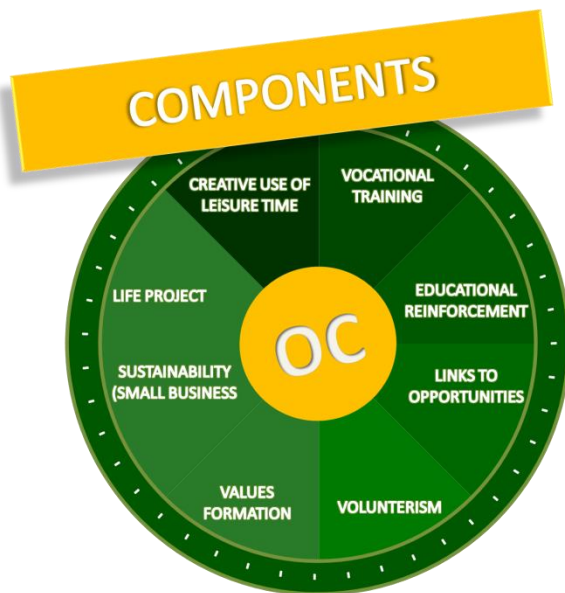 COMPONENTS
CREATIVE USE OF
LEISURE TIME
VOCATIONAL
TRAINING
EDUCATIONAL
REINFORCEMENT
LINKS TO
OPPORTUNITIES
VOLUNTERISM
VALUES
FORMATION
SUSTAINABILITY
(SMALL BUSINESS
LIFE PROJECT
OC